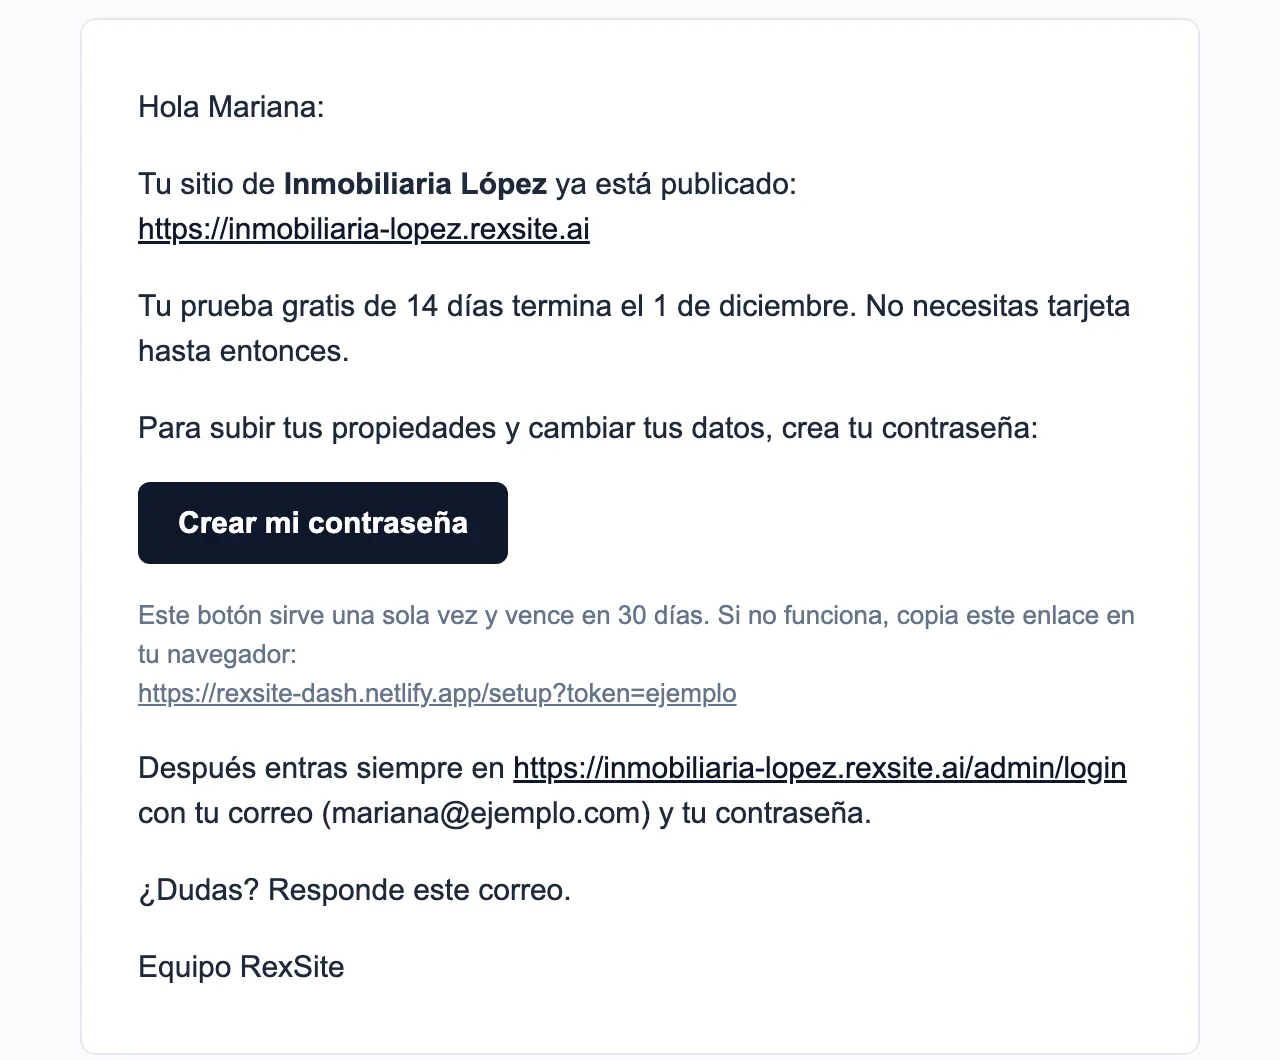 Hola Mariana:
Tu sitio de Inmobiliaria López ya está publicado:
https://inmobiliaria-lopez.rexsite.ai
Tu prueba gratis de 14 días termina el 1 de diciembre. No necesitas tarjeta
hasta entonces.
Para subir tus propiedades y cambiar tus datos, crea tu contraseña:
Crear mi contraseña
Este botón sirve una sola vez y vence en 30 días. Si no funciona, copia este enlace en
tu navegador:
https://rexsite-dash.netlify.app/setup?token=ejemplo
Después entras siempre en https://inmobiliaria-lopez.rexsite.ai/admin/login
con tu correo (mariana@ejemplo.com) y tu contraseña.
¿Dudas? Responde este correo.
Equipo RexSite